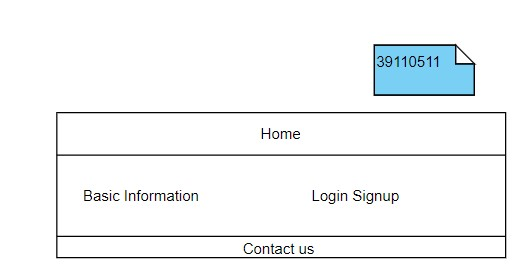 39110511
Home
Basic Information Login Signup
Contact us